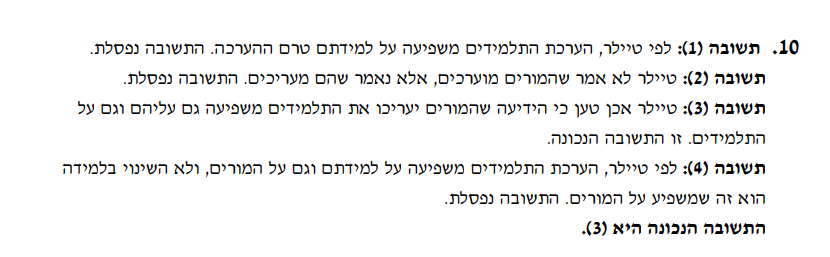 10. תשובה (1): לפי טיילר, הערכת התלמידים משפיעה על למידתם טרם ההערכה. התשובה נפסלת.
תשובה (2): טיילר לא אמר שהמורים מוערכים, אלא נאמר שהם מעריכים. התשובה נפסלת.
תשובה (3): טיילר אכן טען כי הידיעה שהמורים יעריכו את התלמידים משפיעה גם עליהם וגם על
התלמידים. זו התשובה הנכונה.
תשובה (4): לפי טיילר, הערכת התלמידים משפיעה על למידתם וגם על המורים, ולא השינוי בלמידה
הוא זה שמשפיע על המורים. התשובה נפסלת.
התשובה הנכונה היא (3).